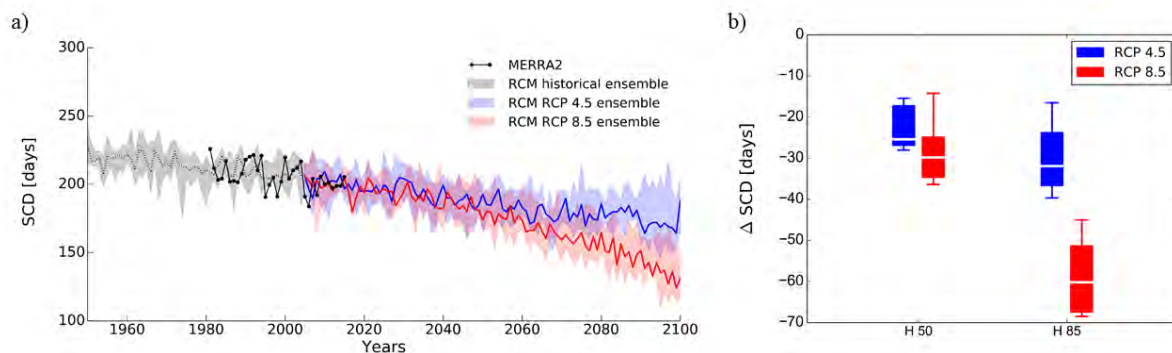 a)
SCD [days]
300
250
200
150
100
MERRA2
RCM historical ensemble
RCM RCP 4.5 ensemble
RCM RCP 8.5 ensemble
1960 1980 2000 2020 2040 2060 2080 2100
Years
b)
Δ SCD [days]
0
−10
−20
−30
−40
−50
−60
−70
RCP 4.5
RCP 8.5
H 50 H 85